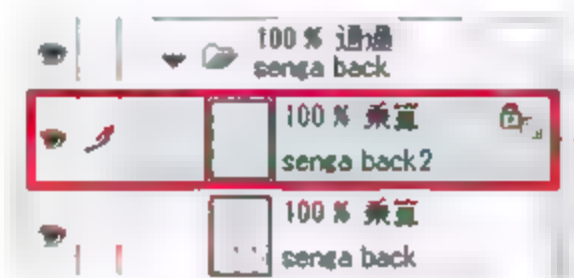 100 % 通過
senga back
100 % 乗算
senga back2
100 % 乗算
senga back